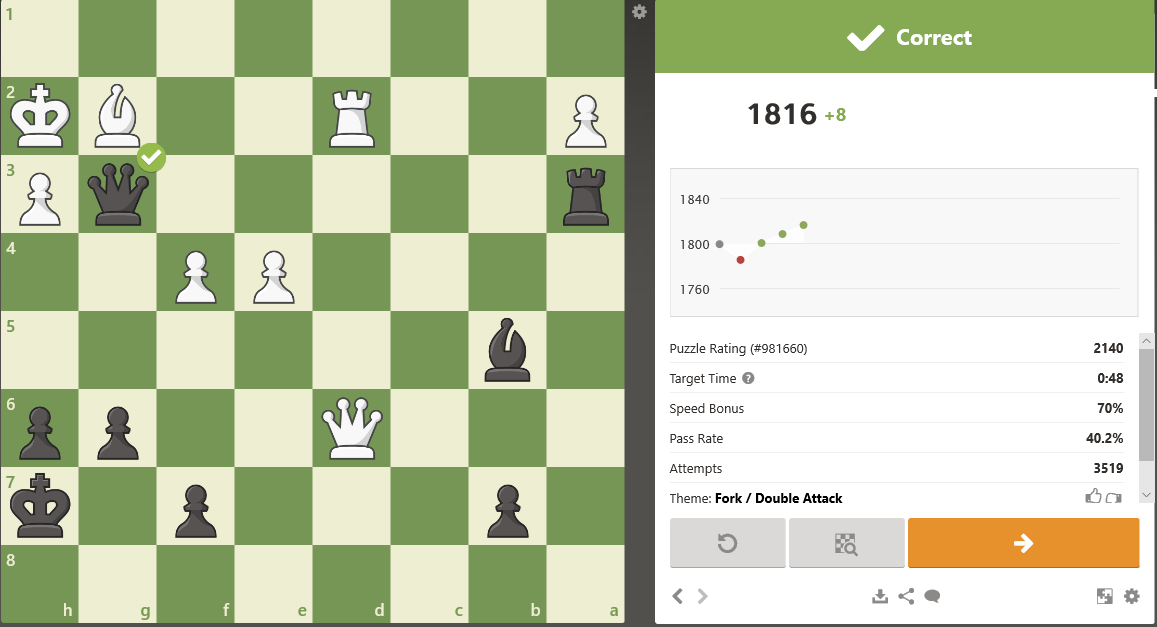 1
2
3
4
5
6
7
8
h g f e d c b a
Correct
1816 +8
1840
1800
1760
Puzzle Rating (#981660) 2140
Target Time ? 0:48
Speed Bonus 70%
Pass Rate 40.2%
Attempts 3519
Theme: Fork / Double Attack